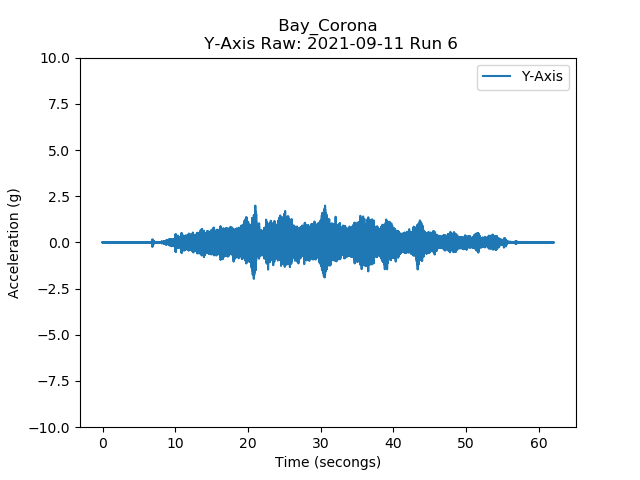 Bay_Corona
Y-Axis Raw: 2021-09-11 Run 6
Y-Axis
10.0
7.5
5.0
2.5
0.0
−2.5
−5.0
−7.5
−10.0
Acceleration (g)
0 10 20 30 40 50 60
Time (secongs)